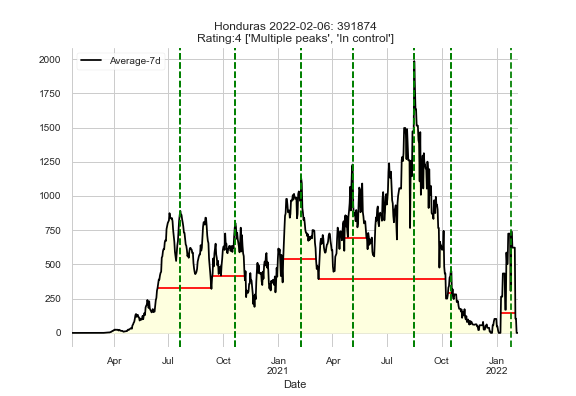 Honduras 2022-02-06: 391874
Rating:4 ['Multiple peaks', 'In control']
Average-7d
2000
1750
1500
1250
1000
750
500
250
0
Apr
Jul
Oct
Jan
2021
Apr
Jul
Oct
Jan
2022
Date